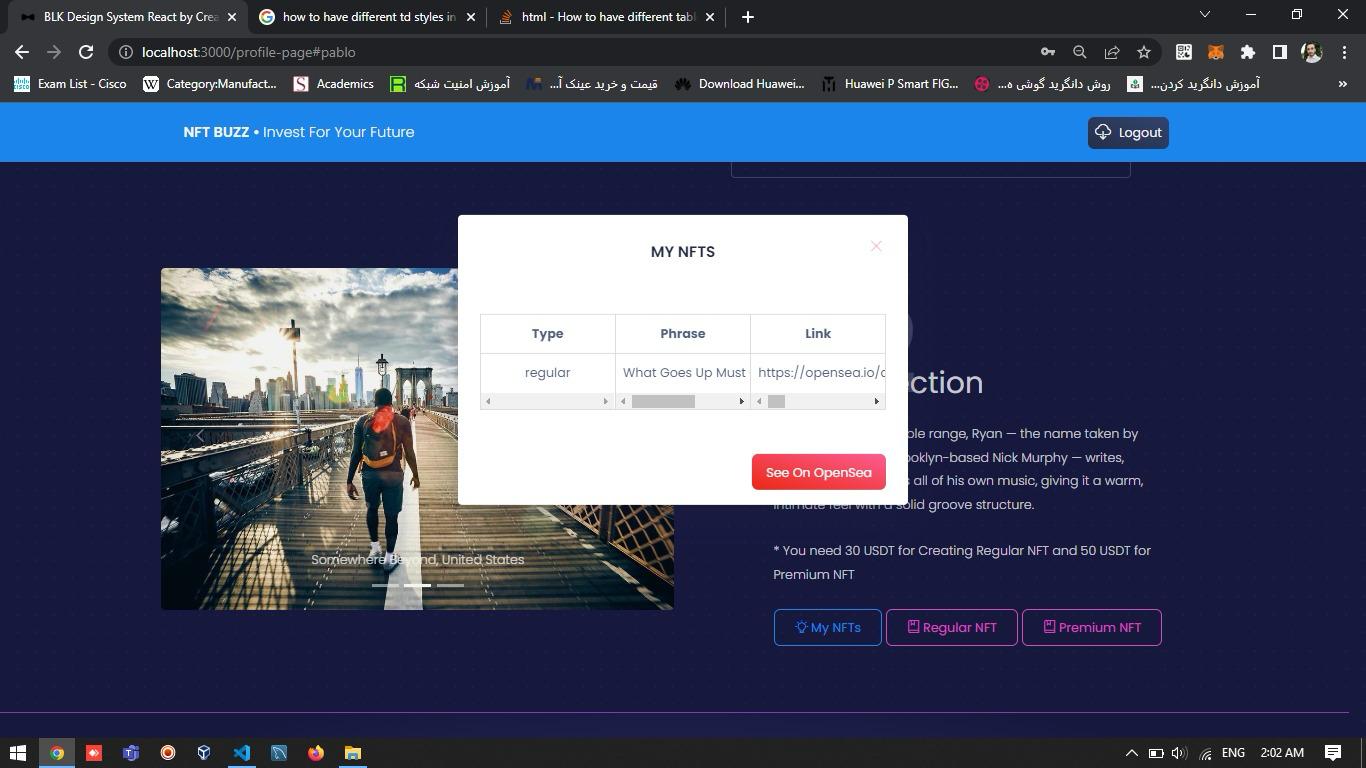 BLK Design System React by Crea
how to have different td styles in
html - How to have different tabl
localhost:3000/profile-page#pablo
Exam List - Cisco
Category:Manufact...
Academics
آموزش امنیت شبکه
قیمت و خرید عینک آ...
Download Huawei...
Huawei P Smart FIG...
روش دانگرید گوشی ه...
آموزش دانگرید کردن...
»
NFT BUZZ • Invest For Your Future
Logout
MY NFTS
Type Phrase Link
regular What Goes Up Must https://opensea.io/
See On OpenSea
ection
ple range, Ryan — the name taken by
oklyn-based Nick Murphy — writes,
s all of his own music, giving it a warm,
intimate feel with a solid groove structure.
* You need 30 USDT for Creating Regular NFT and 50 USDT for
Premium NFT
My NFTs
Regular NFT
Premium NFT
Somewhere Beyond, United States
ENG
2:02 AM